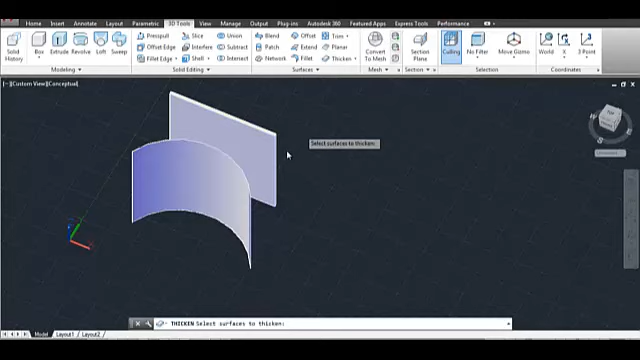 Home Insert Annotate Layout Parametric 3D Tools View Manage Output Plug-ins Autodesk 360 Featured Apps Express Tools Performance
Solid History Box Extrude Revolve Loft Sweep Presspull Slice Union Blend Offset Trim Convert To Mesh Section Plane Culling No Filter Move Gizmo World X 3 Point
Offset Edge Interfere Subtract Patch Extend Planar
Fillet Edge Shell Intersect Network Fillet Thicken
Modeling Solid Editing Surfaces Mesh Section Selection Coordinates
[−][Custom View][Conceptual]
TOP
Select surfaces to thicken:
THICKEN Select surfaces to thicken:
Model Layout1 Layout2